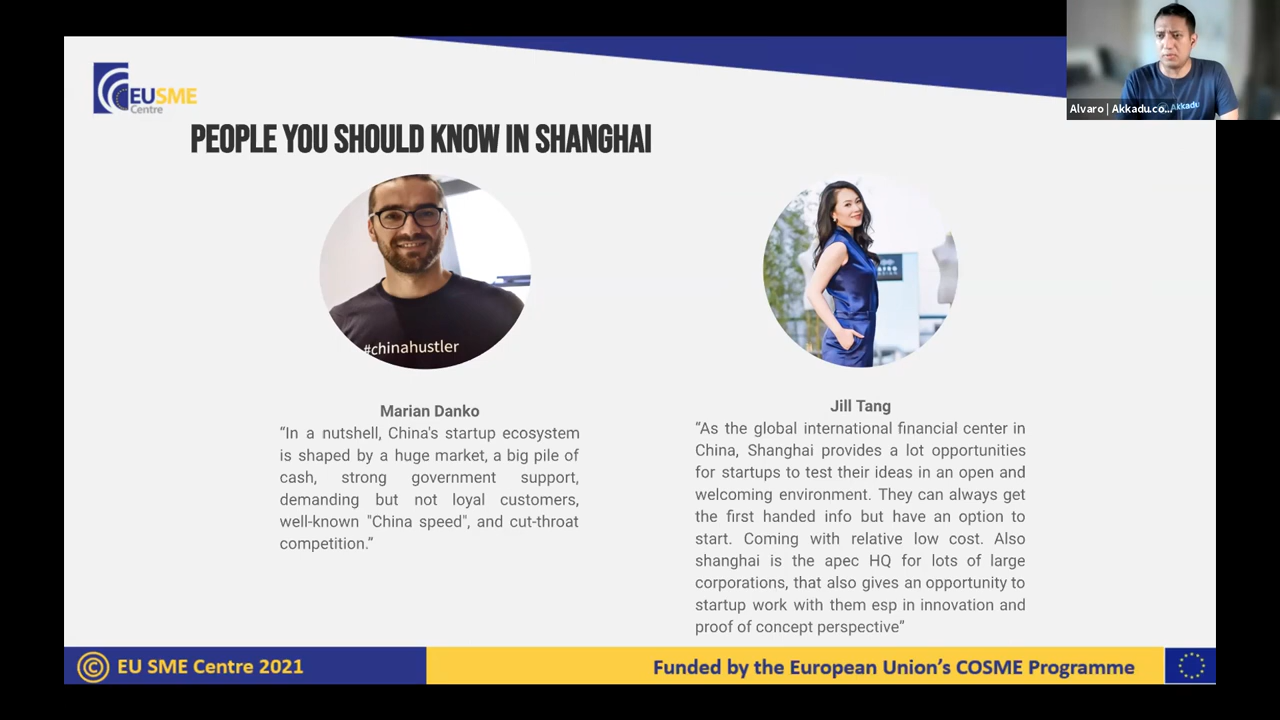 EUSME
Centre
Alvaro | Akkadu.co...
Akkadu
PEOPLE YOU SHOULD KNOW IN SHANGHAI
#chinahustler
Marian Danko
“In a nutshell, China's startup ecosystem
is shaped by a huge market, a big pile of
cash, strong government support,
demanding but not loyal customers,
well-known "China speed", and cut-throat
competition.”
Jill Tang
“As the global international financial center in
China, Shanghai provides a lot opportunities
for startups to test their ideas in an open and
welcoming environment. They can always get
the first handed info but have an option to
start. Coming with relative low cost. Also
shanghai is the apec HQ for lots of large
corporations, that also gives an opportunity to
startup work with them esp in innovation and
proof of concept perspective”
© EU SME Centre 2021
Funded by the European Union’s COSME Programme